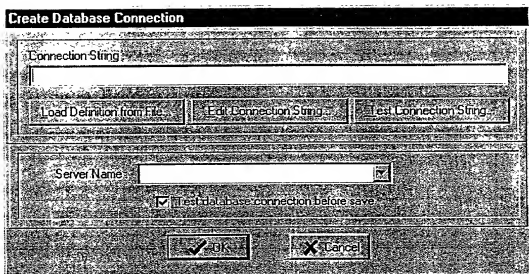 Create Database Connection
Connection String
Load Definition from File... Edit Connection String... Test Connection String...
Server Name
Test database connection before save
OK Cancel